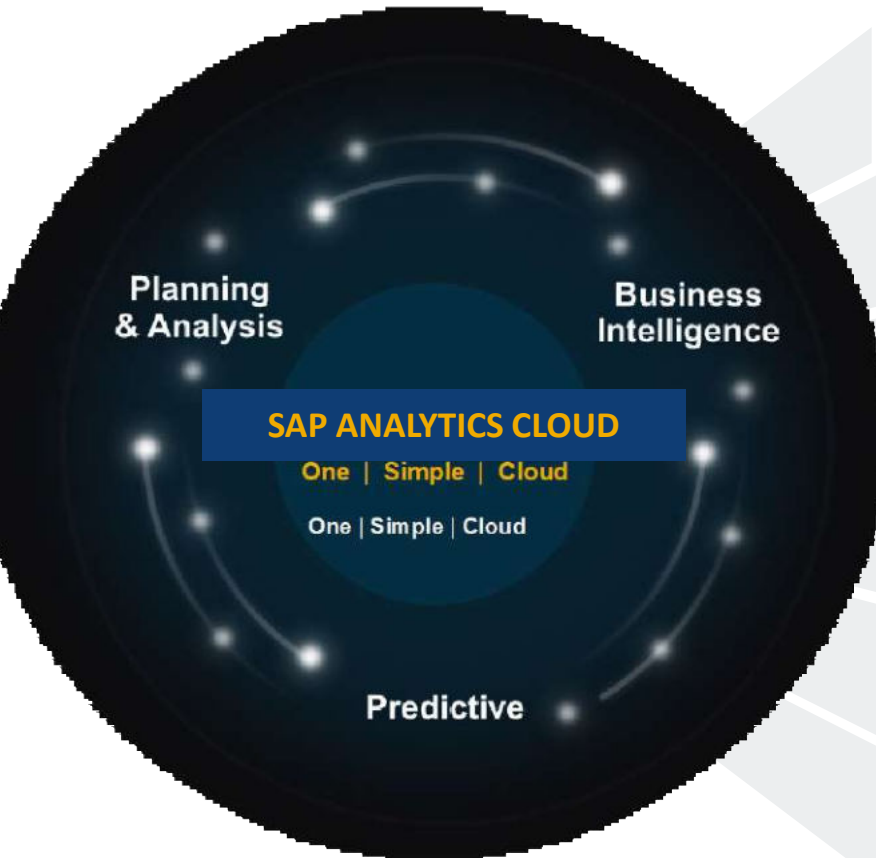 Planning
& Analysis
Business
Intelligence
SAP ANALYTICS CLOUD
One | Simple | Cloud
One | Simple | Cloud
Predictive